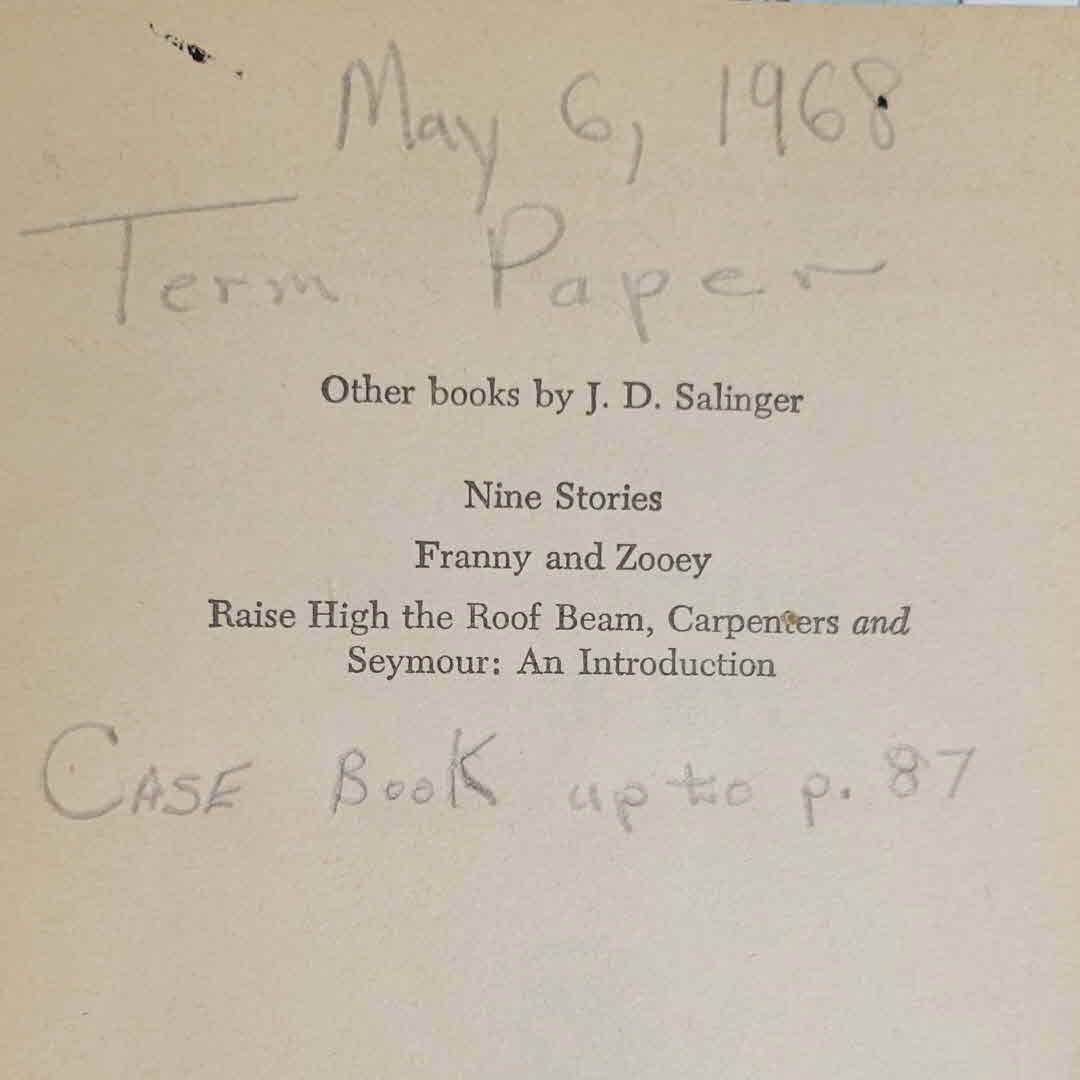 May 6, 1968
Term Paper
Other books by J. D. Salinger
Nine Stories
Franny and Zooey
Raise High the Roof Beam, Carpenters and
Seymour: An Introduction
CASE BooK up to p. 87